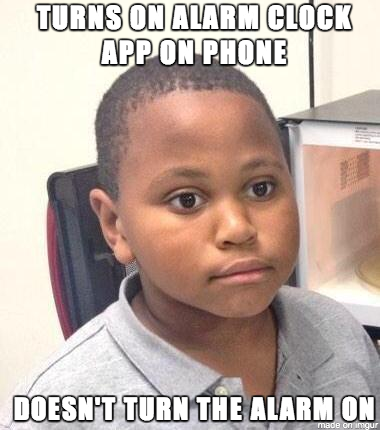 TURNS ON ALARM CLOCK
APP ON PHONE
DOESN'T TURN THE ALARM ON
made on imgur